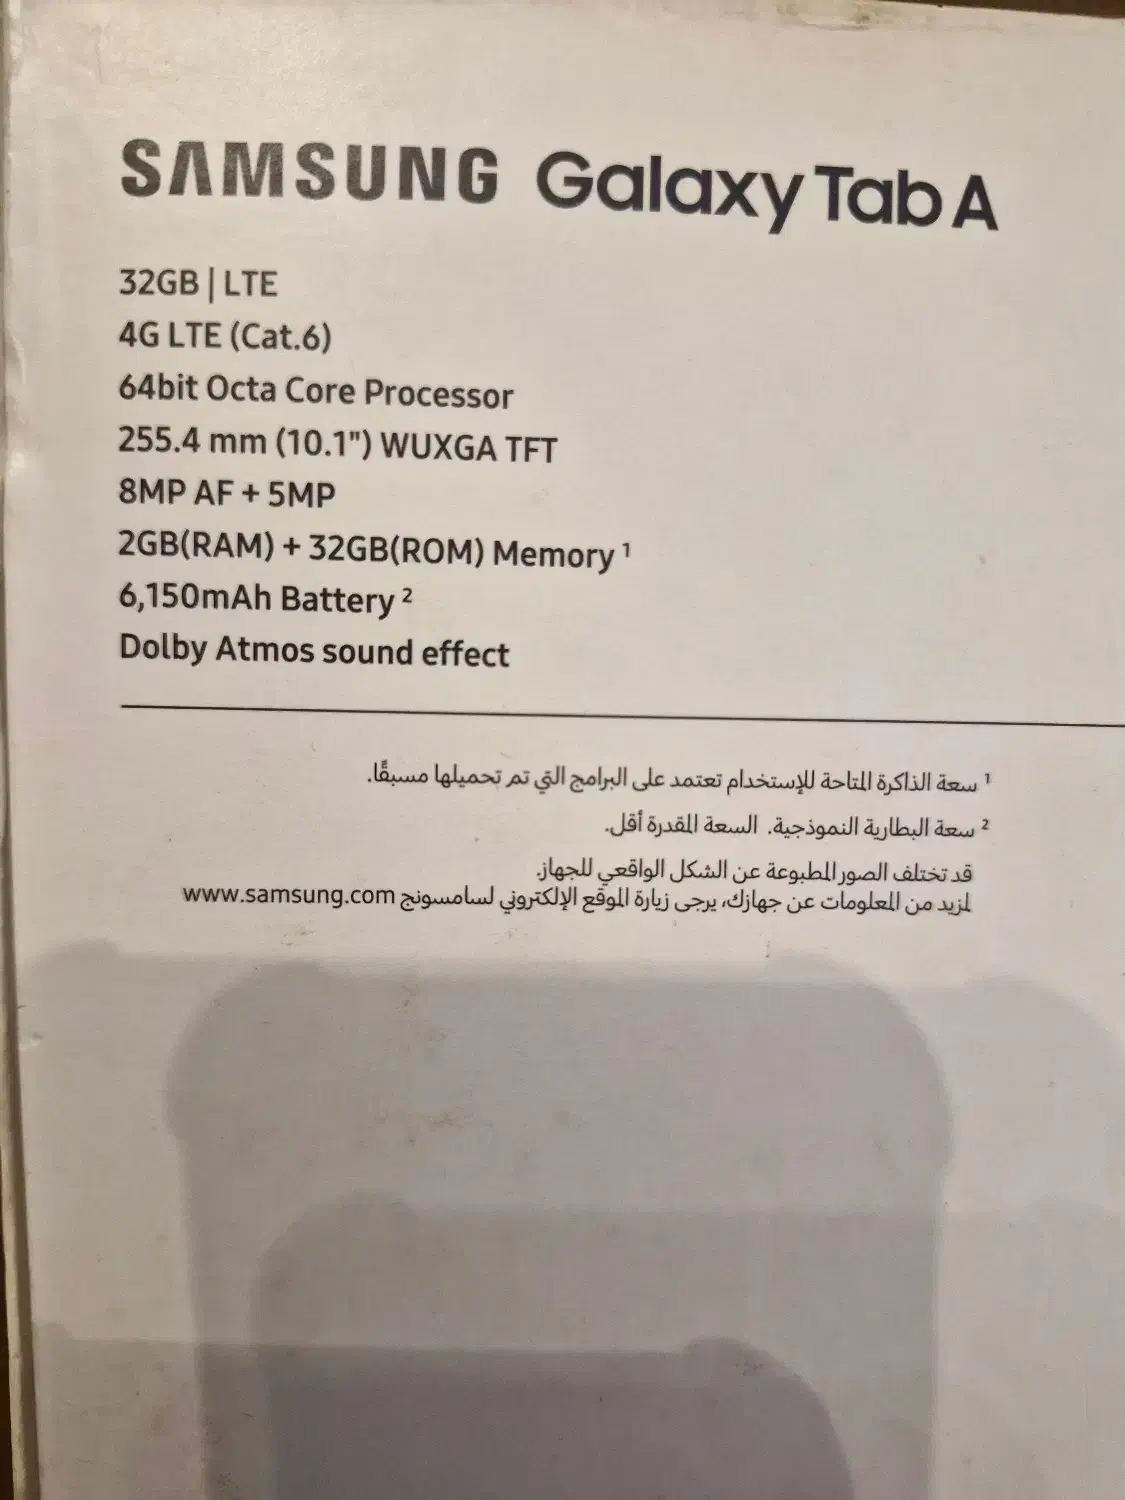 SAMSUNG Galaxy Tab A
32GB | LTE
4G LTE (Cat.6)
64bit Octa Core Processor
255.4 mm (10.1") WUXGA TFT
8MP AF + 5MP
2GB(RAM) + 32GB(ROM) Memory ¹
6,150mAh Battery ²
Dolby Atmos sound effect
¹ سعة الذاكرة المتاحة للإستخدام تعتمد على البرامج التي تم تحميلها مسبقًا.
² سعة البطارية النموذجية. السعة المقدرة أقل.
قد تختلف الصور المطبوعة عن الشكل الواقعي للجهاز.
لمزيد من المعلومات عن جهازك، يرجى زيارة الموقع الإلكتروني لسامسونج www.samsung.com